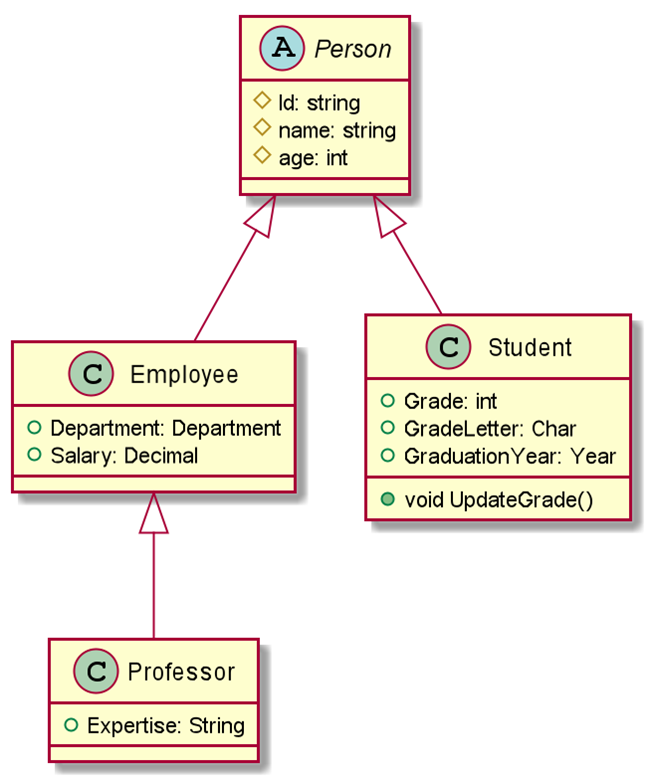 A Person
Id: string
name: string
age: int
C Employee
Department: Department
Salary: Decimal
C Student
Grade: int
GradeLetter: Char
GraduationYear: Year
void UpdateGrade()
C Professor
Expertise: String